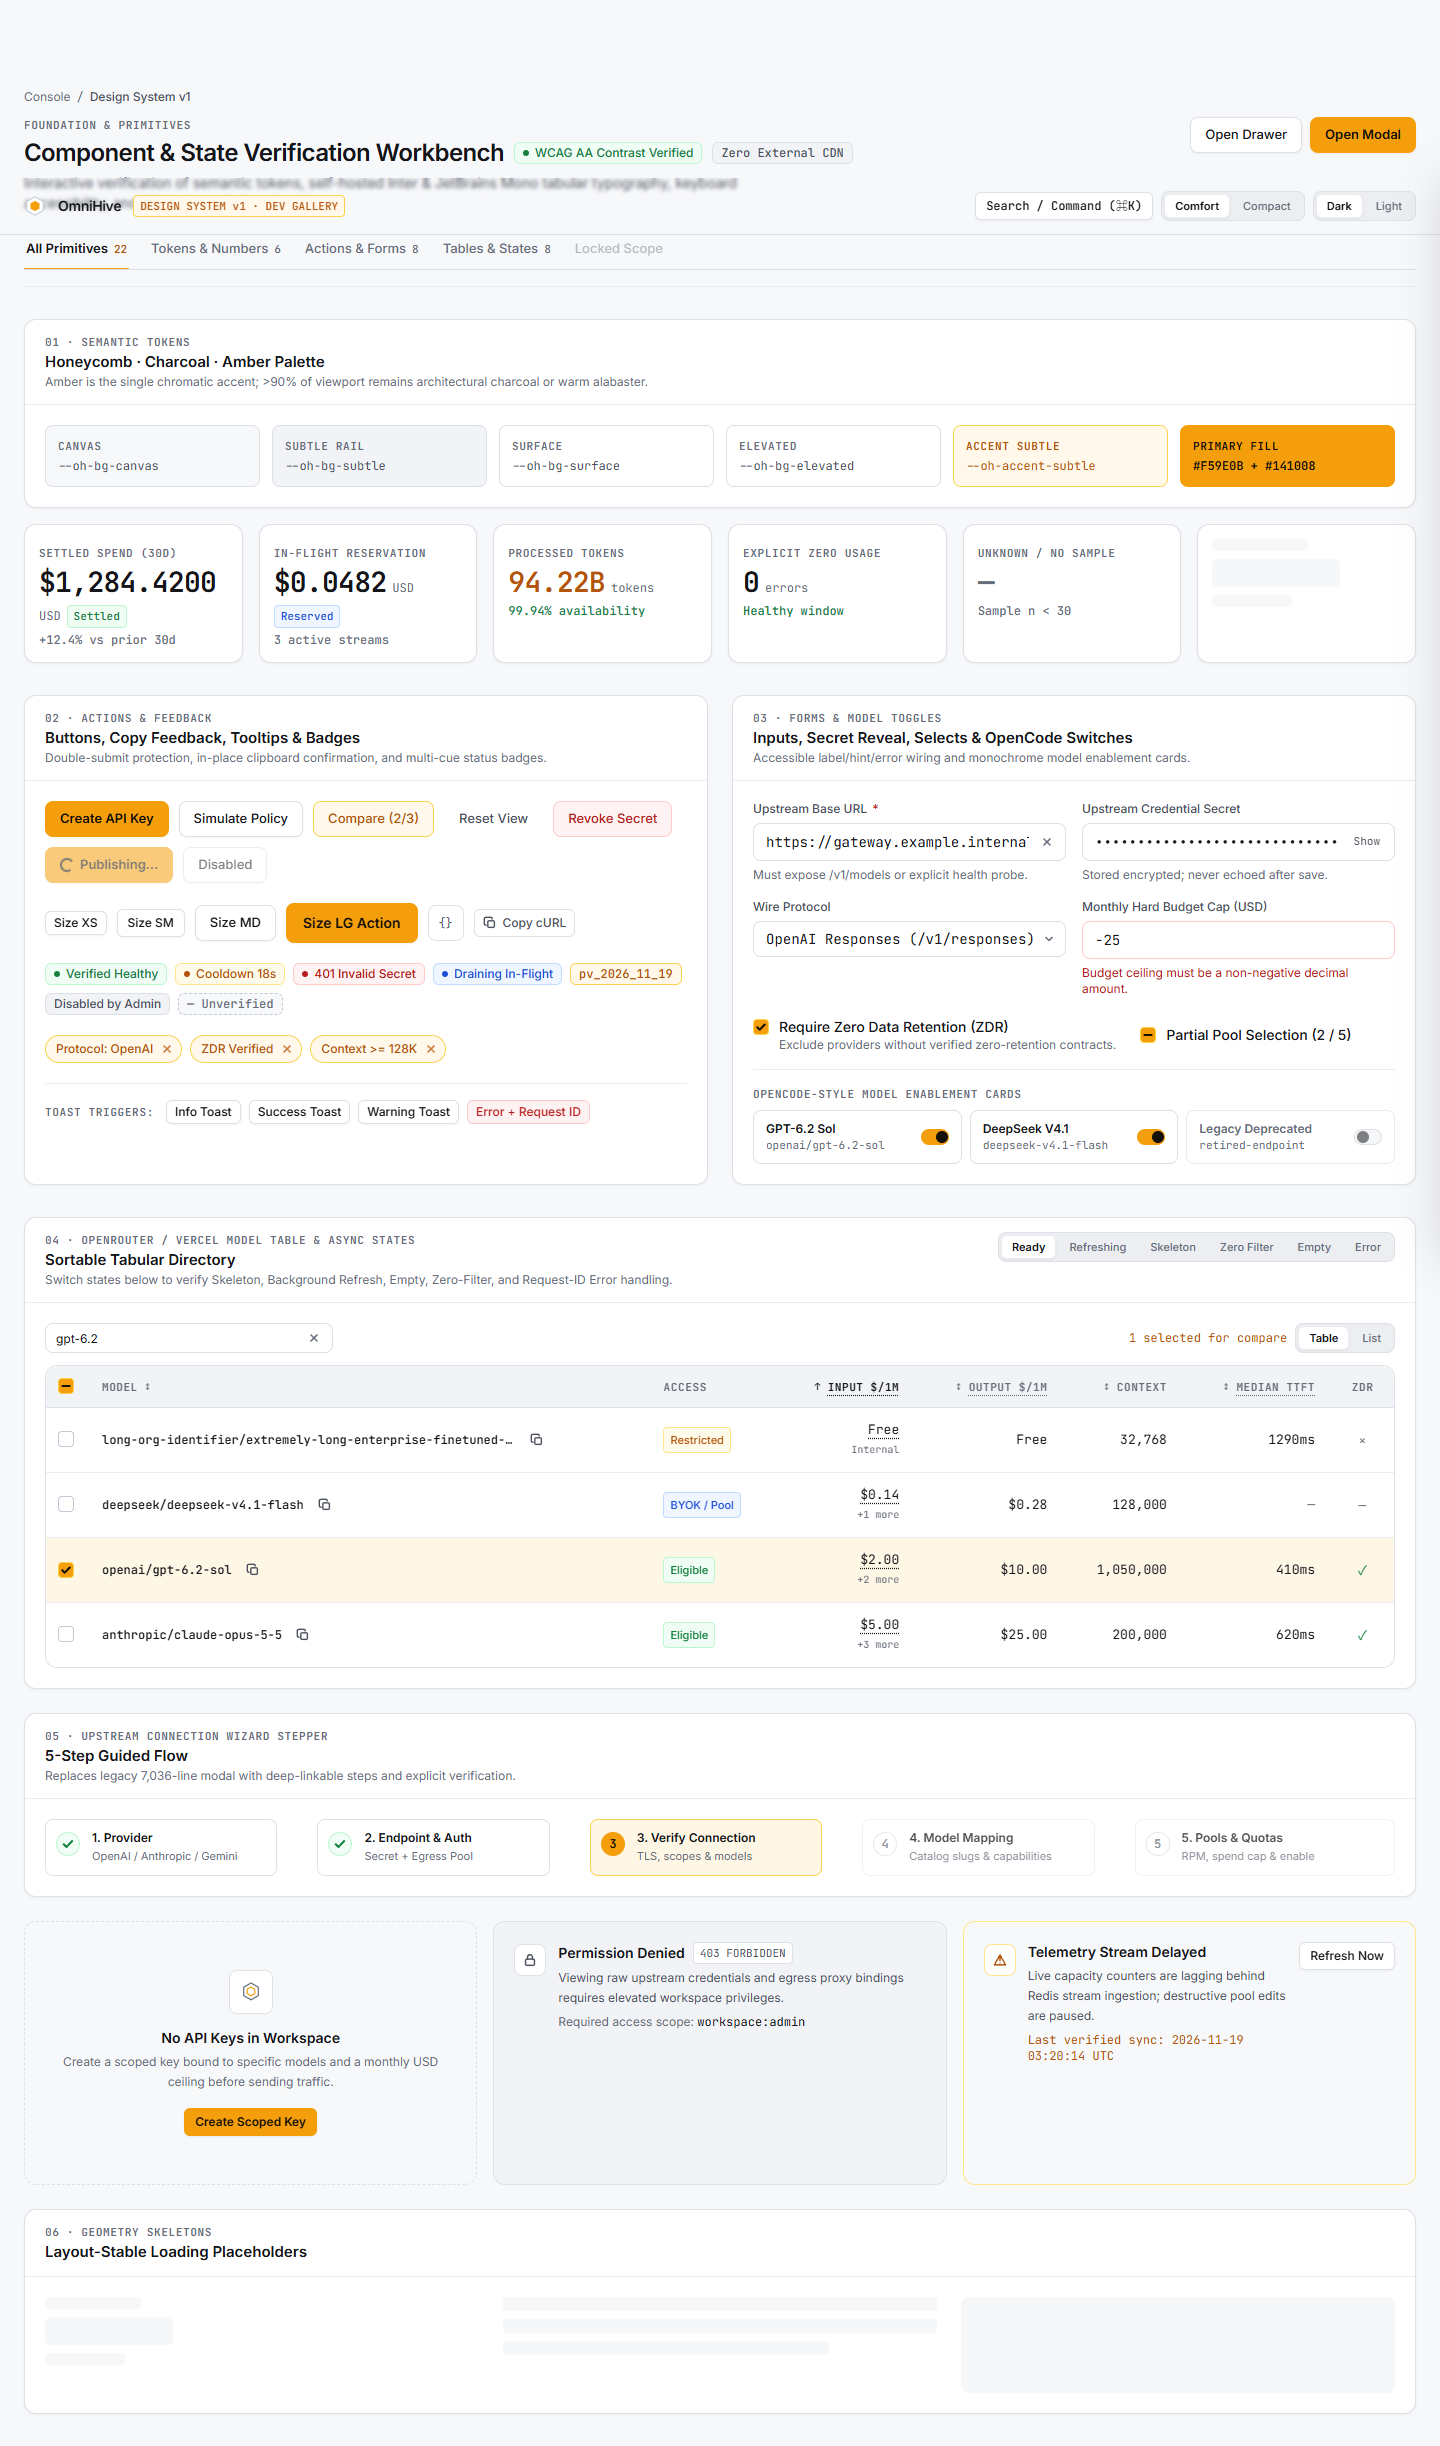 Console / Design System v1
FOUNDATION & PRIMITIVES
Component & State Verification Workbench
WCAG AA Contrast Verified
Zero External CDN
Open Drawer
Open Modal
Interactive verification of semantic tokens, self-hosted Inter & JetBrains Mono tabular typography, keyboard
OmniHive
DESIGN SYSTEM v1 · DEV GALLERY
Search / Command (⌘K)
Comfort
Compact
Dark
Light
All Primitives 22
Tokens & Numbers 6
Actions & Forms 8
Tables & States 8
Locked Scope
01 · SEMANTIC TOKENS
Honeycomb · Charcoal · Amber Palette
Amber is the single chromatic accent; >90% of viewport remains architectural charcoal or warm alabaster.
CANVAS
--oh-bg-canvas
SUBTLE RAIL
--oh-bg-subtle
SURFACE
--oh-bg-surface
ELEVATED
--oh-bg-elevated
ACCENT SUBTLE
--oh-accent-subtle
PRIMARY FILL
#F59E0B + #141008
SETTLED SPEND (30D)
$1,284.4200
USD Settled
+12.4% vs prior 30d
IN-FLIGHT RESERVATION
$0.0482 USD
Reserved
3 active streams
PROCESSED TOKENS
94.22B tokens
99.94% availability
EXPLICIT ZERO USAGE
0 errors
Healthy window
UNKNOWN / NO SAMPLE
—
Sample n < 30
02 · ACTIONS & FEEDBACK
Buttons, Copy Feedback, Tooltips & Badges
Double-submit protection, in-place clipboard confirmation, and multi-cue status badges.
Create API Key
Simulate Policy
Compare (2/3)
Reset View
Revoke Secret
Publishing...
Disabled
Size XS
Size SM
Size MD
Size LG Action
{}
Copy cURL
Verified Healthy
Cooldown 18s
401 Invalid Secret
Draining In-Flight
pv_2026_11_19
Disabled by Admin
— Unverified
Protocol: OpenAI ×
ZDR Verified ×
Context >= 128K ×
TOAST TRIGGERS:
Info Toast
Success Toast
Warning Toast
Error + Request ID
03 · FORMS & MODEL TOGGLES
Inputs, Secret Reveal, Selects & OpenCode Switches
Accessible label/hint/error wiring and monochrome model enablement cards.
Upstream Base URL *
https://gateway.example.interna
Must expose /v1/models or explicit health probe.
Upstream Credential Secret
•••••••••••••••••••••••••••• Show
Stored encrypted; never echoed after save.
Wire Protocol
OpenAI Responses (/v1/responses)
Monthly Hard Budget Cap (USD)
-25
Budget ceiling must be a non-negative decimal
amount.
Require Zero Data Retention (ZDR)
Exclude providers without verified zero-retention contracts.
Partial Pool Selection (2 / 5)
OPENCODE-STYLE MODEL ENABLEMENT CARDS
GPT-6.2 Sol
openai/gpt-6.2-sol
DeepSeek V4.1
deepseek-v4.1-flash
Legacy Deprecated
retired-endpoint
04 · OPENROUTER / VERCEL MODEL TABLE & ASYNC STATES
Sortable Tabular Directory
Switch states below to verify Skeleton, Background Refresh, Empty, Zero-Filter, and Request-ID Error handling.
Ready
Refreshing
Skeleton
Zero Filter
Empty
Error
gpt-6.2
1 selected for compare
Table
List
MODEL ↕ ACCESS ↑ INPUT $/1M ↕ OUTPUT $/1M ↕ CONTEXT ↕ MEDIAN TTFT ZDR
long-org-identifier/extremely-long-enterprise-finetuned-… Restricted Free Internal Free 32,768 1290ms ×
deepseek/deepseek-v4.1-flash BYOK / Pool $0.14 +1 more $0.28 128,000 — —
openai/gpt-6.2-sol Eligible $2.00 +2 more $10.00 1,050,000 410ms ✓
anthropic/claude-opus-5-5 Eligible $5.00 +3 more $25.00 200,000 620ms ✓
05 · UPSTREAM CONNECTION WIZARD STEPPER
5-Step Guided Flow
Replaces legacy 7,036-line modal with deep-linkable steps and explicit verification.
1. Provider
OpenAI / Anthropic / Gemini
2. Endpoint & Auth
Secret + Egress Pool
3
3. Verify Connection
TLS, scopes & models
4
4. Model Mapping
Catalog slugs & capabilities
5
5. Pools & Quotas
RPM, spend cap & enable
No API Keys in Workspace
Create a scoped key bound to specific models and a monthly USD
ceiling before sending traffic.
Create Scoped Key
Permission Denied 403 FORBIDDEN
Viewing raw upstream credentials and egress proxy bindings
requires elevated workspace privileges.
Required access scope: workspace:admin
Telemetry Stream Delayed
Live capacity counters are lagging behind
Redis stream ingestion; destructive pool edits
are paused.
Last verified sync: 2026-11-19
03:20:14 UTC
Refresh Now
06 · GEOMETRY SKELETONS
Layout-Stable Loading Placeholders